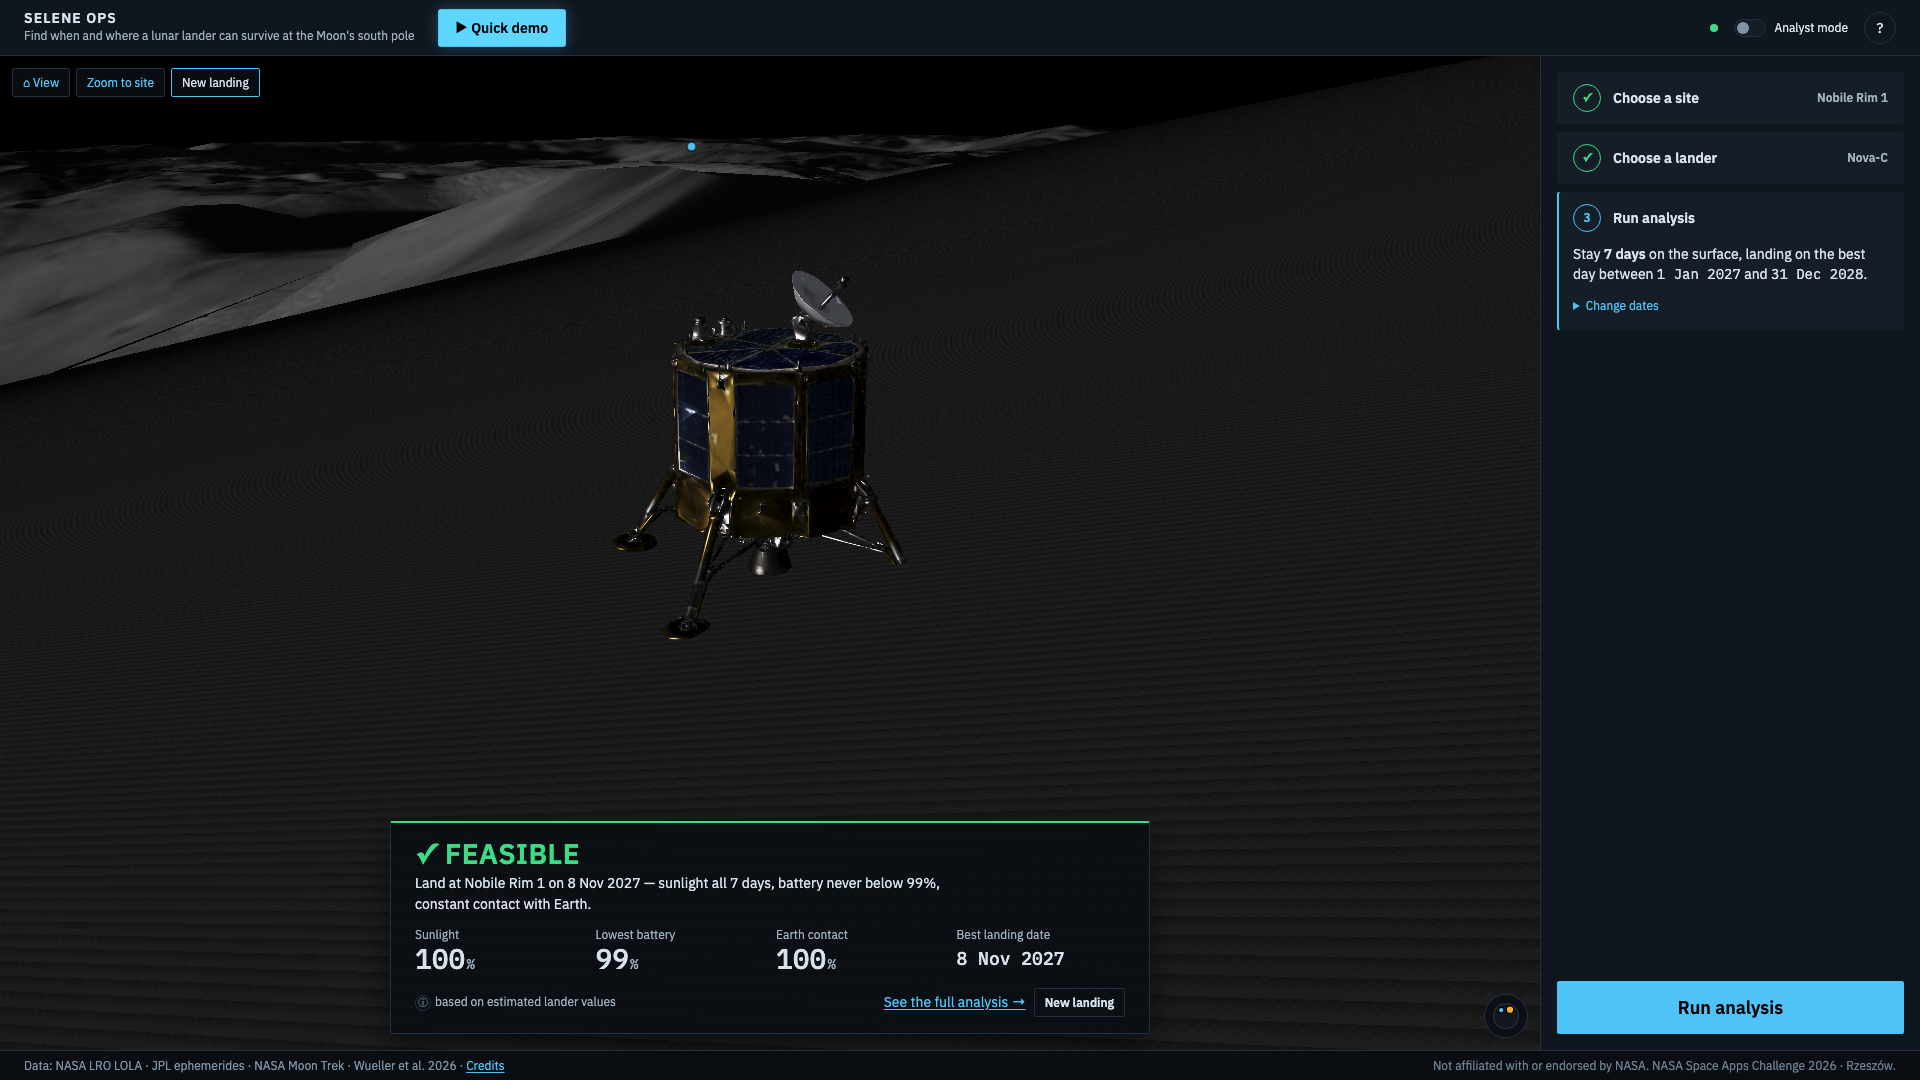 SELENE OPS
Find when and where a lunar lander can survive at the Moon's south pole
▶ Quick demo
Analyst mode
?
⌂ View
Zoom to site
New landing
✓ Choose a site
Nobile Rim 1
✓ Choose a lander
Nova-C
3 Run analysis
Stay 7 days on the surface, landing on the best
day between 1 Jan 2027 and 31 Dec 2028.
▶ Change dates
✓ FEASIBLE
Land at Nobile Rim 1 on 8 Nov 2027 — sunlight all 7 days, battery never below 99%,
constant contact with Earth.
Sunlight
100%
Lowest battery
99%
Earth contact
100%
Best landing date
8 Nov 2027
ⓘ based on estimated lander values
See the full analysis →
New landing
Run analysis
Data: NASA LRO LOLA · JPL ephemerides · NASA Moon Trek · Wueller et al. 2026 · Credits
Not affiliated with or endorsed by NASA. NASA Space Apps Challenge 2026 · Rzeszów.